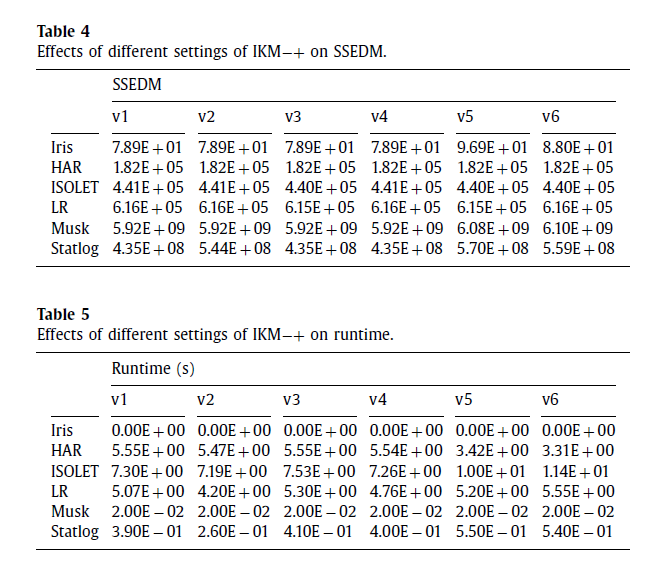 Table 4
Effects of different settings of IKM−+ on SSEDM.
SSEDM
v1 v2 v3 v4 v5 v6
Iris 7.89E + 01 7.89E + 01 7.89E + 01 7.89E + 01 9.69E + 01 8.80E + 01
HAR 1.82E + 05 1.82E + 05 1.82E + 05 1.82E + 05 1.82E + 05 1.82E + 05
ISOLET 4.41E + 05 4.41E + 05 4.40E + 05 4.41E + 05 4.40E + 05 4.40E + 05
LR 6.16E + 05 6.16E + 05 6.15E + 05 6.16E + 05 6.15E + 05 6.16E + 05
Musk 5.92E + 09 5.92E + 09 5.92E + 09 5.92E + 09 6.08E + 09 6.10E + 09
Statlog 4.35E + 08 5.44E + 08 4.35E + 08 4.35E + 08 5.70E + 08 5.59E + 08
Table 5
Effects of different settings of IKM−+ on runtime.
Runtime (s)
v1 v2 v3 v4 v5 v6
Iris 0.00E + 00 0.00E + 00 0.00E + 00 0.00E + 00 0.00E + 00 0.00E + 00
HAR 5.55E + 00 5.47E + 00 5.55E + 00 5.54E + 00 3.42E + 00 3.31E + 00
ISOLET 7.30E + 00 7.19E + 00 7.53E + 00 7.26E + 00 1.00E + 01 1.14E + 01
LR 5.07E + 00 4.20E + 00 5.30E + 00 4.76E + 00 5.20E + 00 5.55E + 00
Musk 2.00E − 02 2.00E − 02 2.00E − 02 2.00E − 02 2.00E − 02 2.00E − 02
Statlog 3.90E − 01 2.60E − 01 4.10E − 01 4.00E − 01 5.50E − 01 5.40E − 01